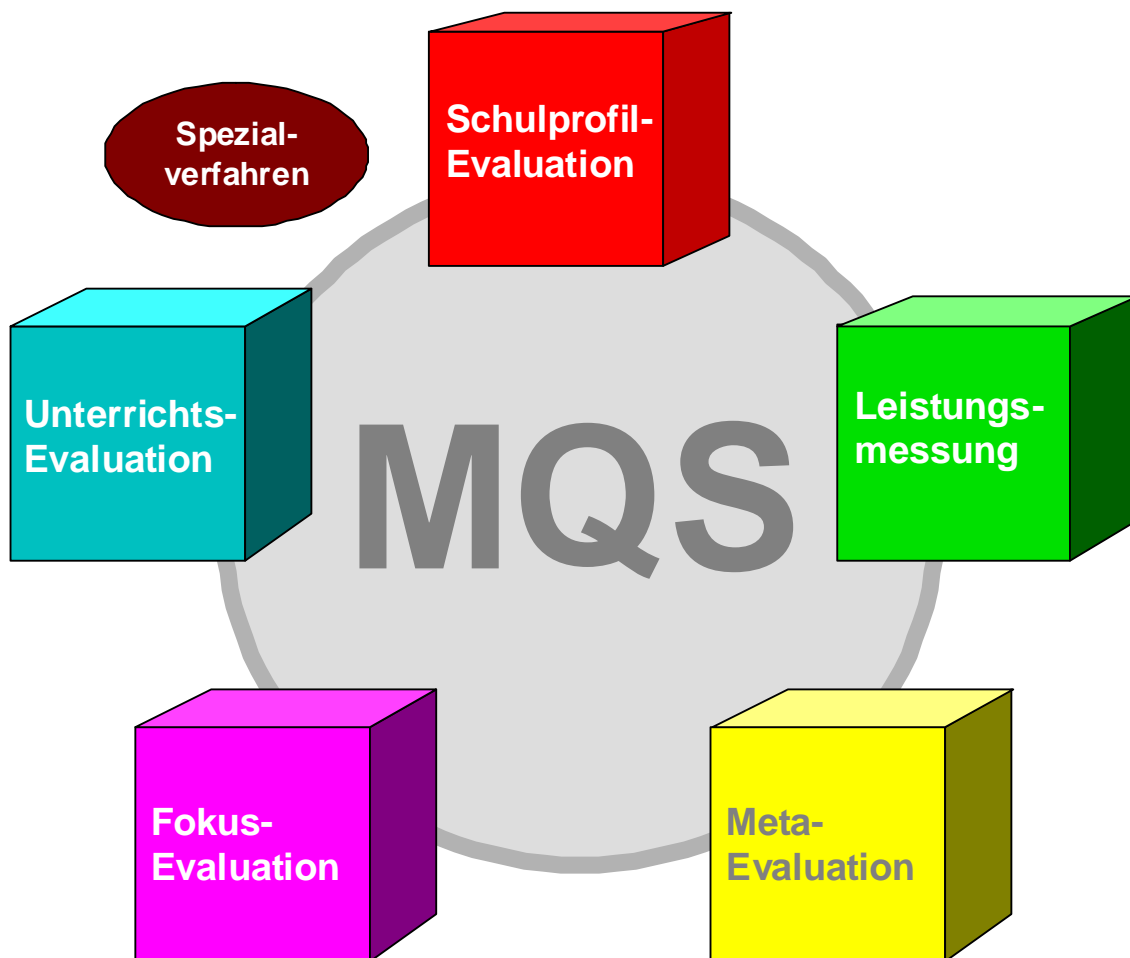 Schulprofil-
Evaluation
Spezial-
verfahren
Unterrichts-
Evaluation
MQS
Leistungs-
messung
Fokus-
Evaluation
Meta-
Evaluation